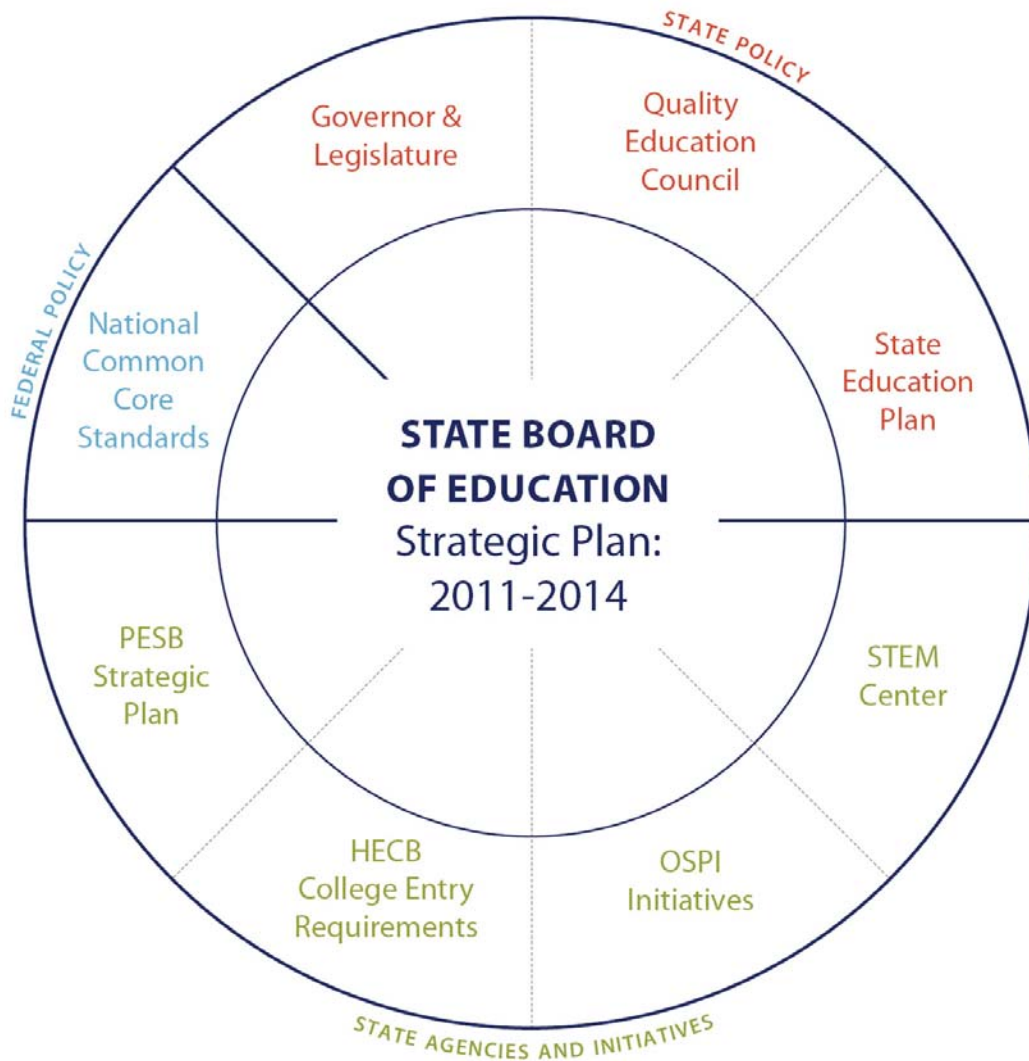 STATE POLICY
Governor &
Legislature
Quality
Education
Council
FEDERAL POLICY
National
Common
Core
Standards
State
Education
Plan
STATE BOARD
OF EDUCATION
Strategic Plan:
2011-2014
PESB
Strategic
Plan
STEM
Center
HECB
College Entry
Requirements
OSPI
Initiatives
STATE AGENCIES AND INITIATIVES